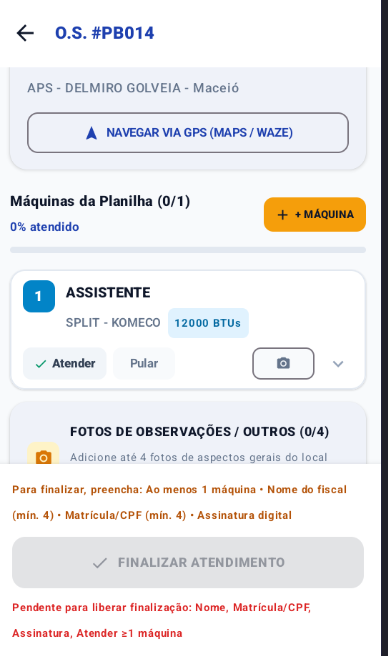 O.S. #PB014
APS - DELMIRO GOLVEIA - Maceió
NAVEGAR VIA GPS (MAPS / WAZE)
Máquinas da Planilha (0/1)
0% atendido
+ MÁQUINA
1
ASSISTENTE
SPLIT - KOMECO
12000 BTUs
Atender
Pular
FOTOS DE OBSERVAÇÕES / OUTROS (0/4)
Adicione até 4 fotos de aspectos gerais do local
Para finalizar, preencha: Ao menos 1 máquina • Nome do fiscal
(mín. 4) • Matrícula/CPF (mín. 4) • Assinatura digital
FINALIZAR ATENDIMENTO
Pendente para liberar finalização: Nome, Matrícula/CPF,
Assinatura, Atender ≥1 máquina